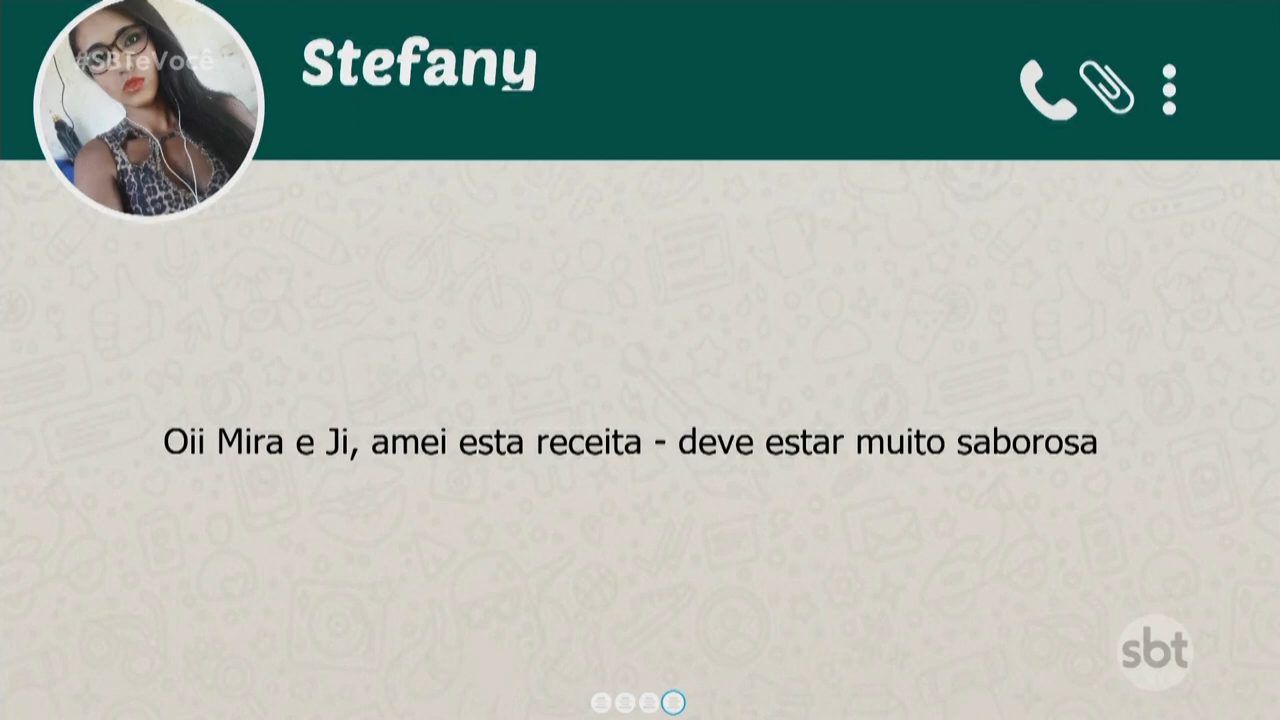 #SBTeVocê
Stefany
Oii Mira e Ji, amei esta receita - deve estar muito saborosa
sbt